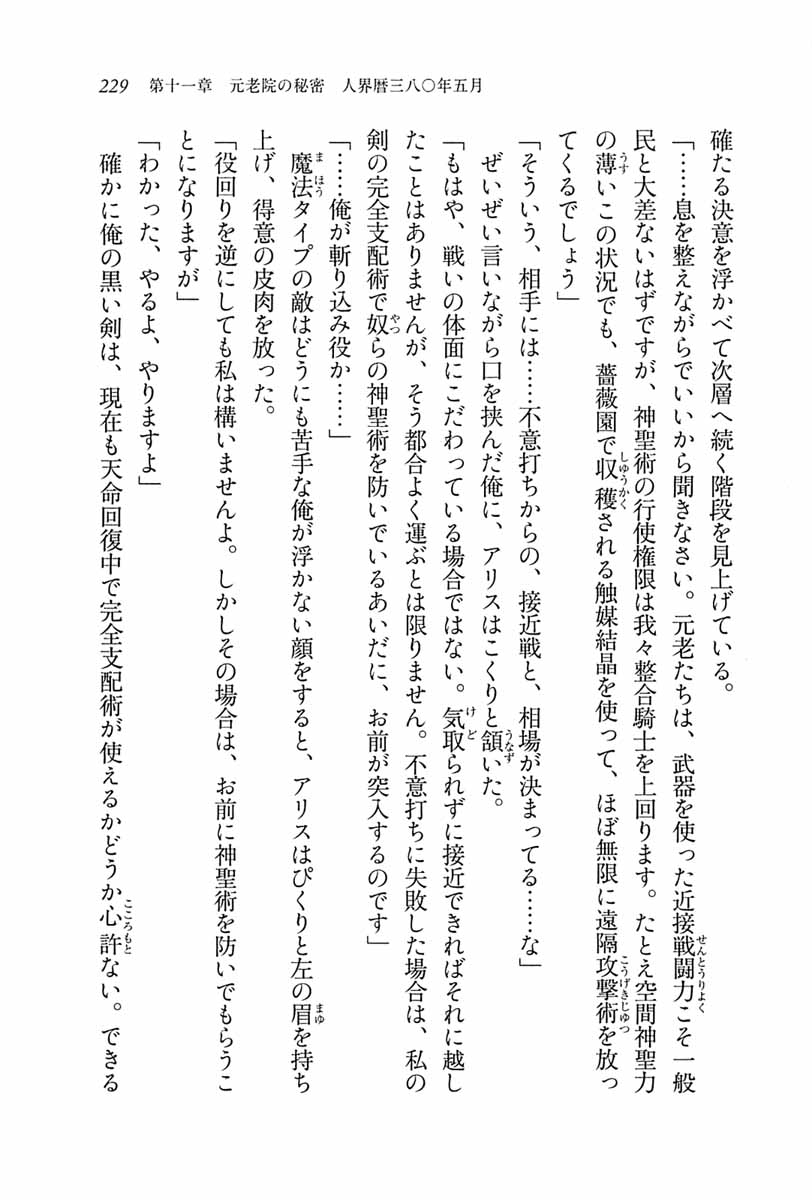 229　第十一章　元老院の秘密　人界暦三八〇年五月
確たる決意を浮かべて次層へ続く階段を見上げている。
「……息を整えながらでいいから聞きなさい。元老たちは、武器を使った近接戦闘力こそ一般
民と大差ないはずですが、神聖術の行使権限は我々整合騎士を上回ります。たとえ空間神聖力
の薄いこの状況でも、薔薇園で収穫される触媒結晶を使って、ほぼ無限に遠隔攻撃術を放っ
てくるでしょう」
「そういう、相手には……不意打ちからの、接近戦と、相場が決まってる……な」
ぜいぜい言いながら口を挟んだ俺に、アリスはこくりと頷いた。
「もはや、戦いの体面にこだわっている場合ではない。気取られずに接近できればそれに越し
たことはありませんが、そう都合よく運ぶとは限りません。不意打ちに失敗した場合は、私の
剣の完全支配術で奴らの神聖術を防いでいるあいだに、お前が突入するのです」
「……俺が斬り込み役か……」
魔法タイプの敵はどうにも苦手な俺が浮かない顔をすると、アリスはぴくりと左の眉を持ち
上げ、得意の皮肉を放った。
「役回りを逆にしても私は構いませんよ。しかしその場合は、お前に神聖術を防いでもらうこ
とになりますが」
「わかった、やるよ、やりますよ」
確かに俺の黒い剣は、現在も天命回復中で完全支配術が使えるかどうか心許ない。できる